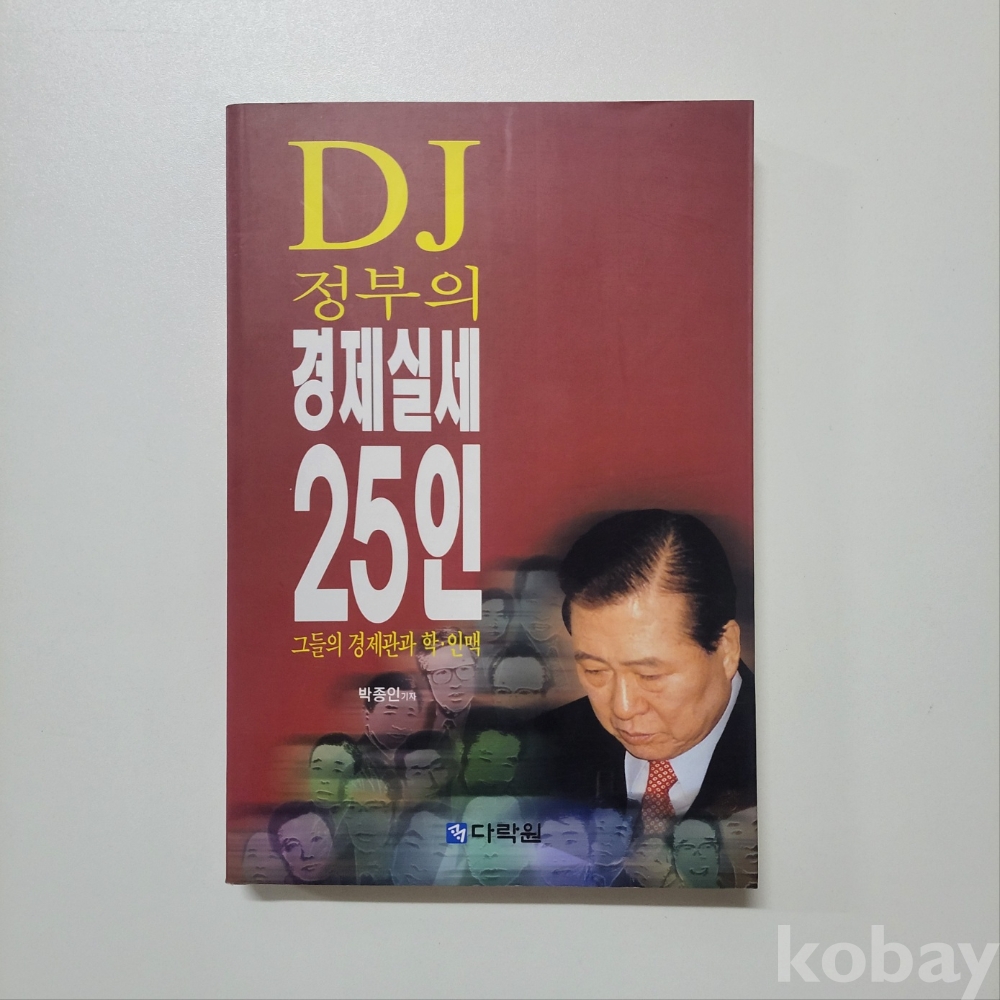 DJ
정부의
경제실세
25인
그들의 경제관과 학·인맥
박종인기자
다락원
kobay